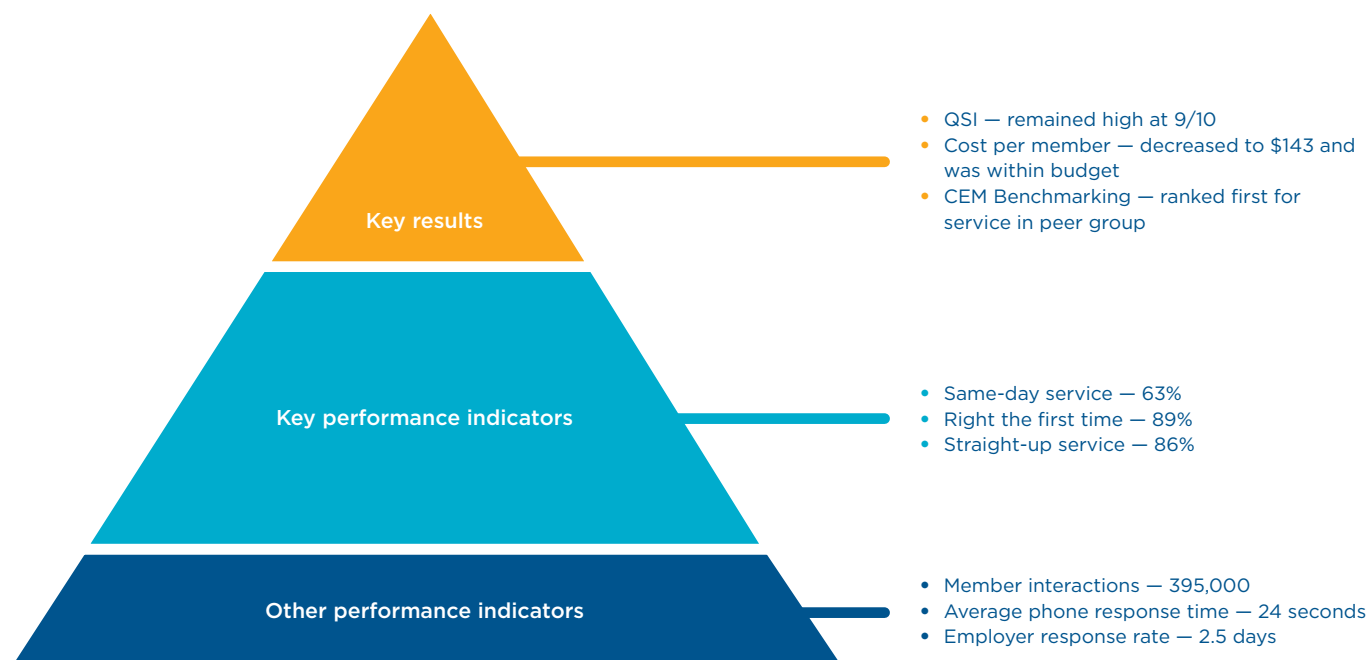 • QSI — remained high at 9/10
• Cost per member — decreased to $143 and
was within budget
• CEM Benchmarking — ranked first for
service in peer group
Key results
• Same-day service — 63%
• Right the first time — 89%
• Straight-up service — 86%
Key performance indicators
• Member interactions — 395,000
• Average phone response time — 24 seconds
• Employer response rate — 2.5 days
Other performance indicators